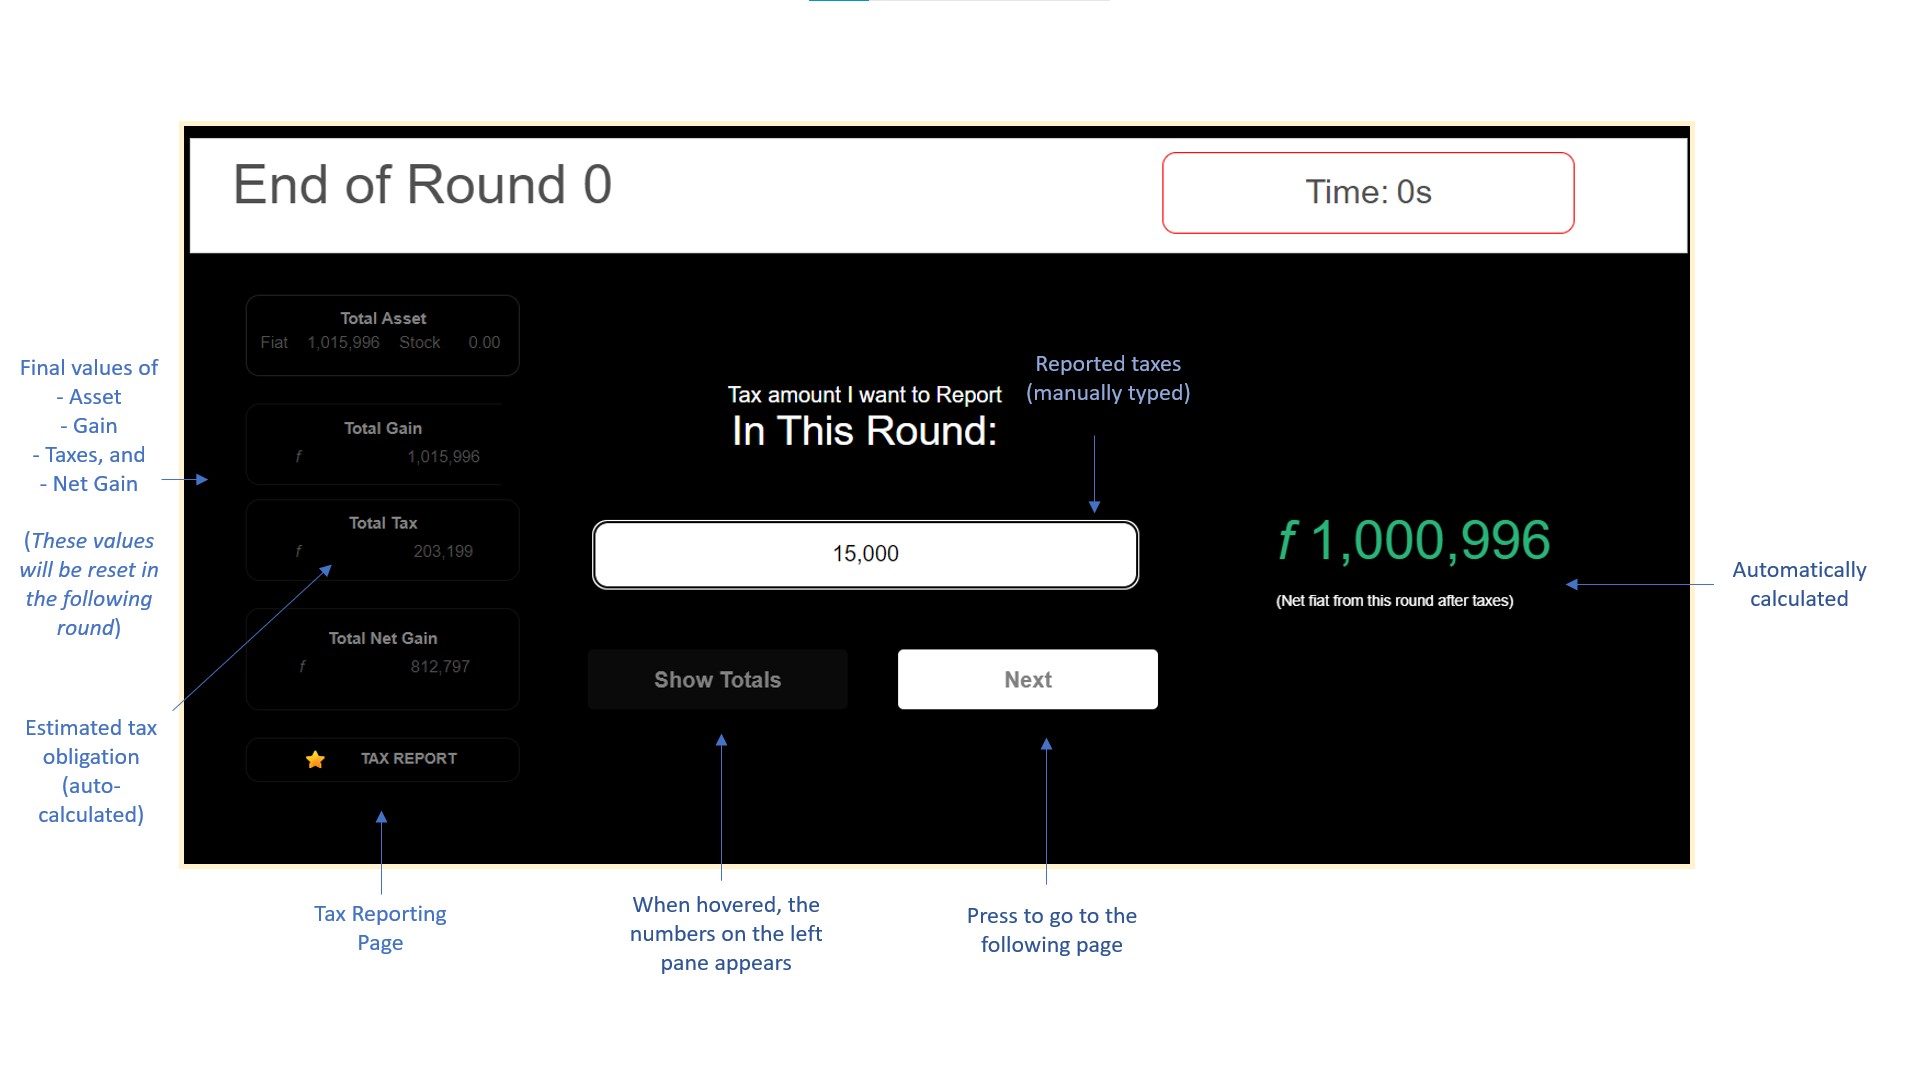 End of Round 0
Time: 0s
Total Asset
Fiat 1,015,996 Stock 0.00
Total Gain
f 1,015,996
Total Tax
f 203,199
Total Net Gain
f 812,797
TAX REPORT
Tax amount I want to Report
In This Round:
15,000
Show Totals
Next
f 1,000,996
(Net fiat from this round after taxes)
Final values of
- Asset
- Gain
- Taxes, and
- Net Gain
(These values
will be reset in
the following
round)
Estimated tax
obligation
(auto-
calculated)
Tax Reporting
Page
When hovered, the
numbers on the left
pane appears
Press to go to the
following page
Reported taxes
(manually typed)
Automatically
calculated